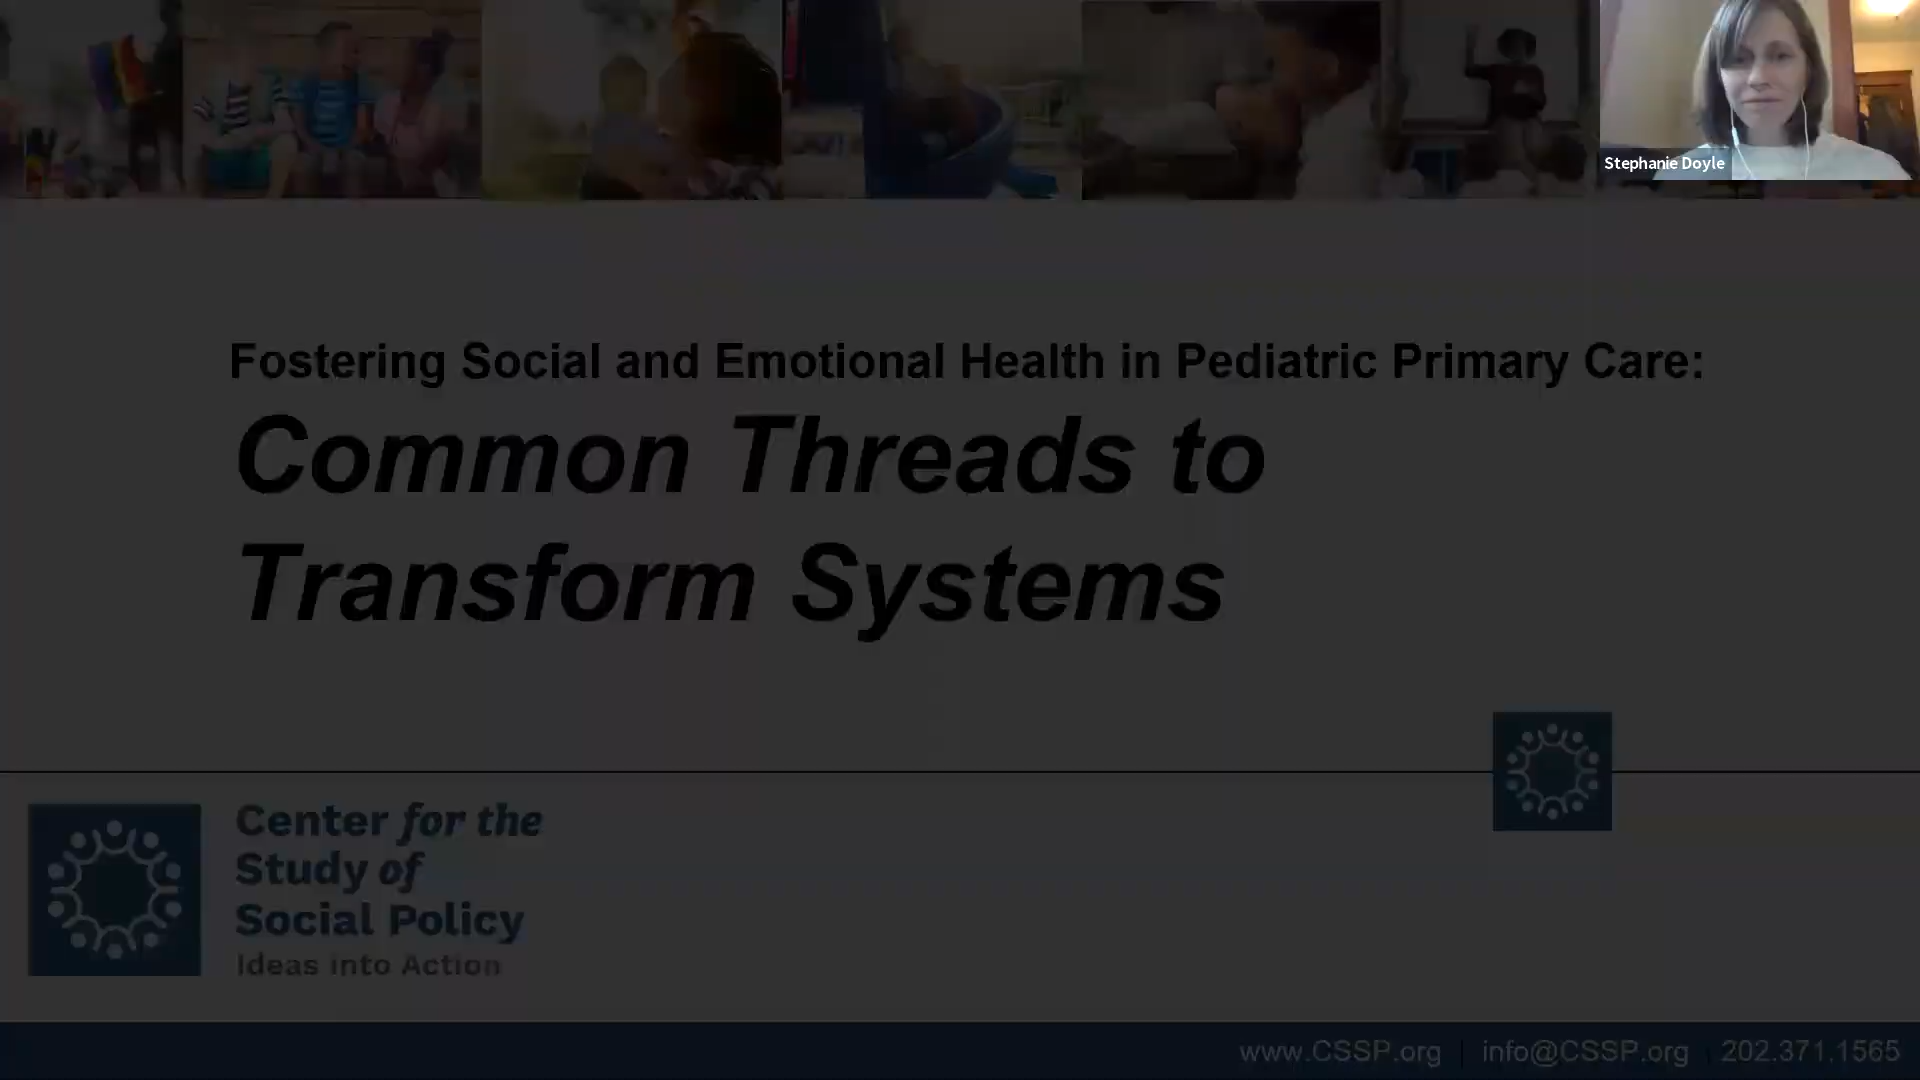 Stephanie Doyle
Fostering Social and Emotional Health in Pediatric Primary Care:
Common Threads to
Transform Systems
Center for the
Study of
Social Policy
Ideas into Action
www.CSSP.org | info@CSSP.org | 202.371.1565